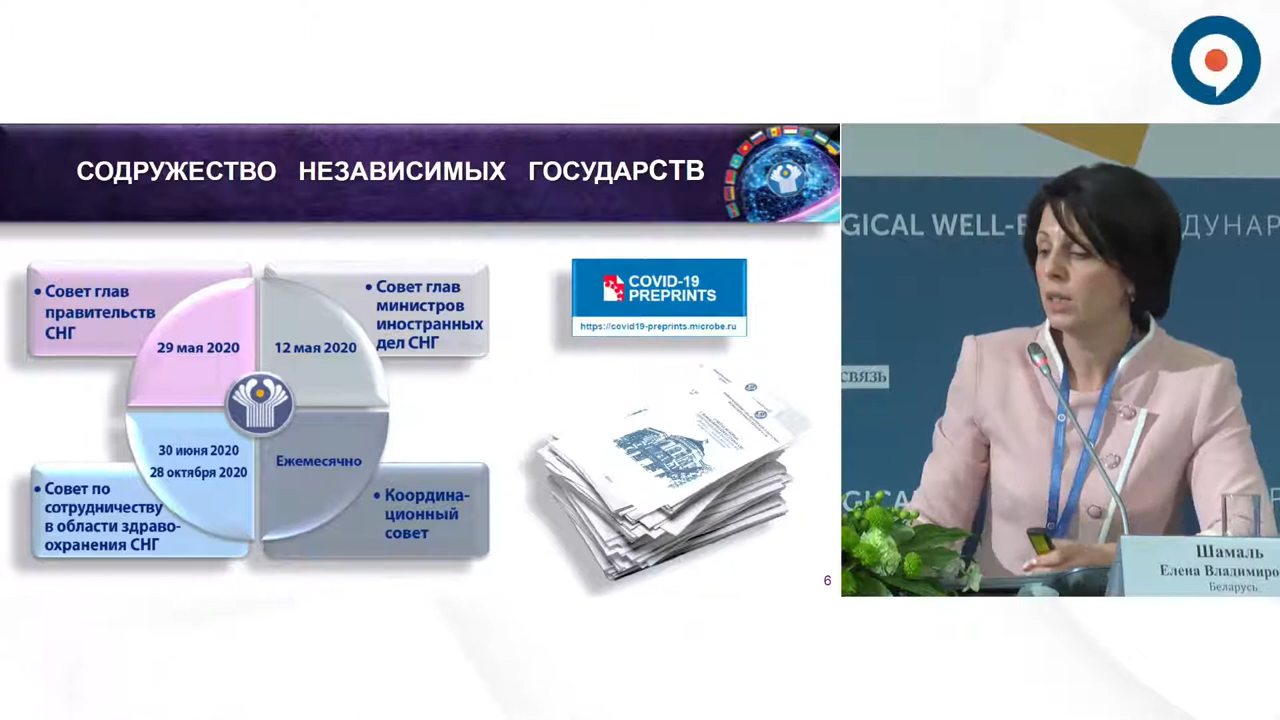 СОДРУЖЕСТВО НЕЗАВИСИМЫХ ГОСУДАРСТВ
• Совет глав
правительств
СНГ
29 мая 2020
• Совет глав
министров
иностранных
дел СНГ
12 мая 2020
30 июня 2020
28 октября 2020
• Совет по
сотрудничеству
в области здраво-
охранения СНГ
Ежемесячно
• Координа-
ционный
совет
COVID-19
PREPRINTS
https://covid19-preprints.microbe.ru
6
GICAL WELL-
ДУНАР
СВЯЗЬ
GICAL
Шамаль
Елена Владимиро
Беларусь